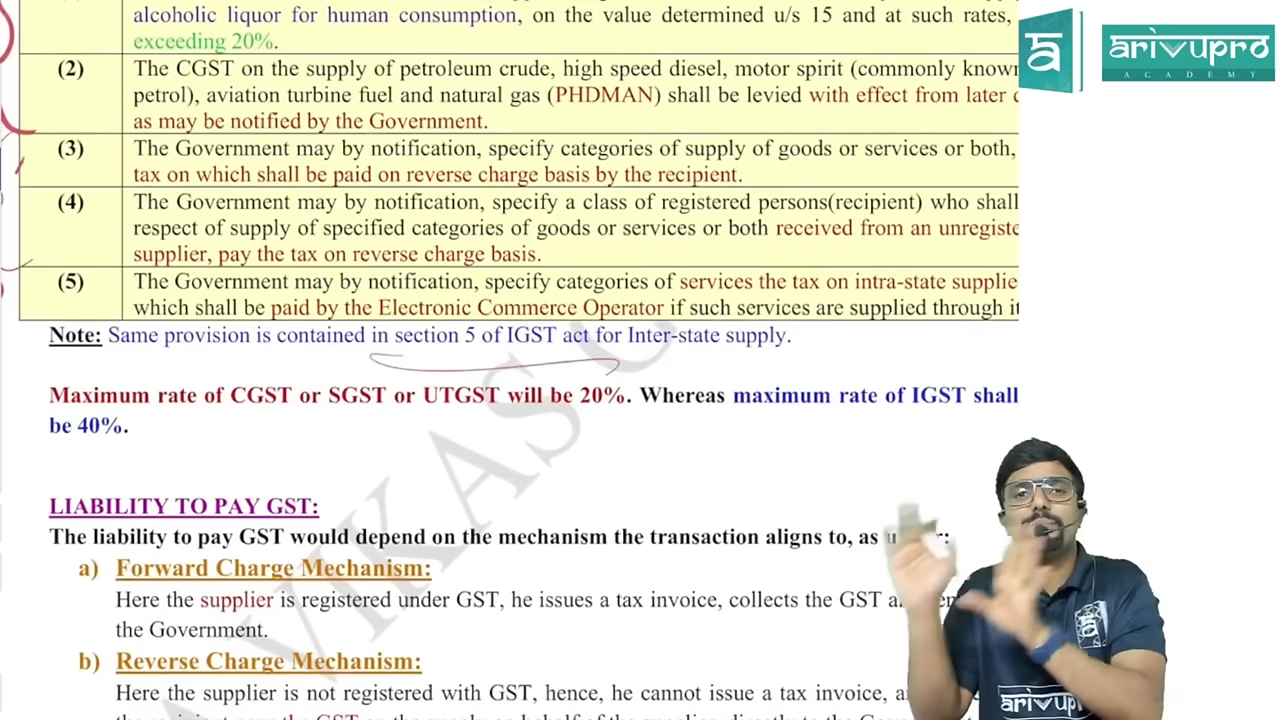 alcoholic liquor for human consumption, on the value determined u/s 15 and at such rates,
exceeding 20%.
(2) The CGST on the supply of petroleum crude, high speed diesel, motor spirit (commonly known
petrol), aviation turbine fuel and natural gas (PHDMAN) shall be levied with effect from later
as may be notified by the Government.
(3) The Government may by notification, specify categories of supply of goods or services or both,
tax on which shall be paid on reverse charge basis by the recipient.
(4) The Government may by notification, specify a class of registered persons(recipient) who shall
respect of supply of specified categories of goods or services or both received from an
supplier, pay the tax on reverse charge basis.
(5) The Government may by notification, specify categories of services the tax on intra-state
which shall be paid by the Electronic Commerce Operator if such services are supplied through
Note: Same provision is contained in section 5 of IGST act for Inter-state supply.
Maximum rate of CGST or SGST or UTGST will be 20%. Whereas maximum rate of IGST shall
be 40%.
LIABILITY TO PAY GST:
The liability to pay GST would depend on the mechanism the transaction aligns to, as
a) Forward Charge Mechanism:
Here the supplier is registered under GST, he issues a tax invoice, collects the GST
the Government.
b) Reverse Charge Mechanism:
Here the supplier is not registered with GST, hence, he cannot issue a tax invoice,
VIKAS
arivupro
ACADEMY
arivupro